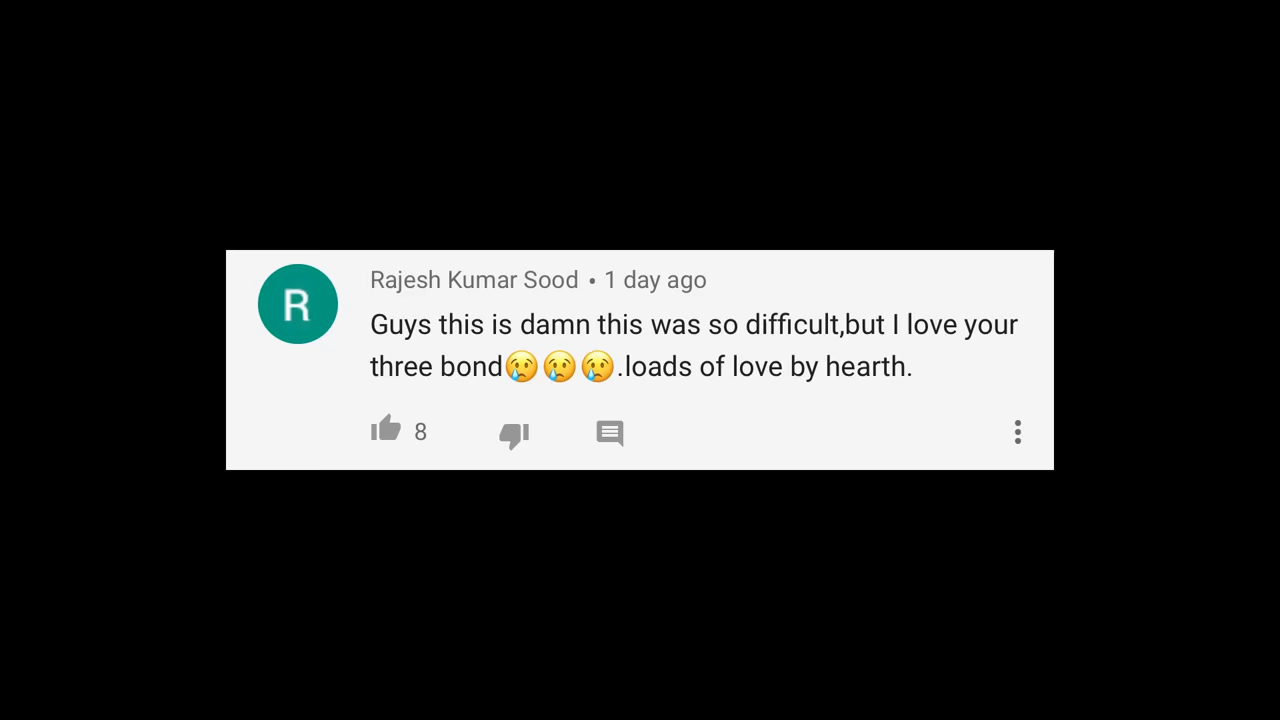 R
Rajesh Kumar Sood • 1 day ago
Guys this is damn this was so difficult,but I love your
three bond😢😢😢.loads of love by hearth.
8